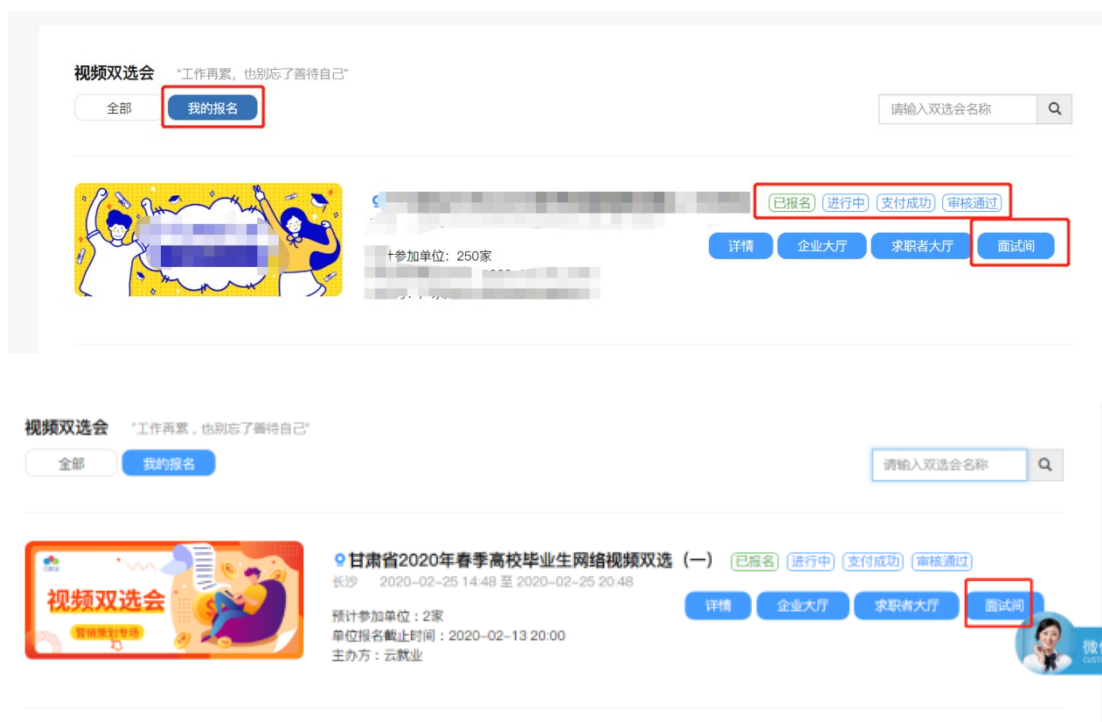 视频双选会 "工作再累，也别忘了善待自己"
全部 我的报名 请输入双选会名称
已报名 进行中 支付成功 审核通过
详情 企业大厅 求职者大厅 面试间
计参加单位：250家
视频双选会 "工作再累，也别忘了善待自己"
全部 我的报名 请输入双选会名称
甘肃省2020年春季高校毕业生网络视频双选（一） 已报名 进行中 支付成功 审核通过
长沙 2020-02-25 14:48 至 2020-02-25 20:48
详情 企业大厅 求职者大厅 面试间
视频双选会
营销策划专场
预计参加单位：2家
单位报名截止时间：2020-02-13 20:00
主办方：云就业
微